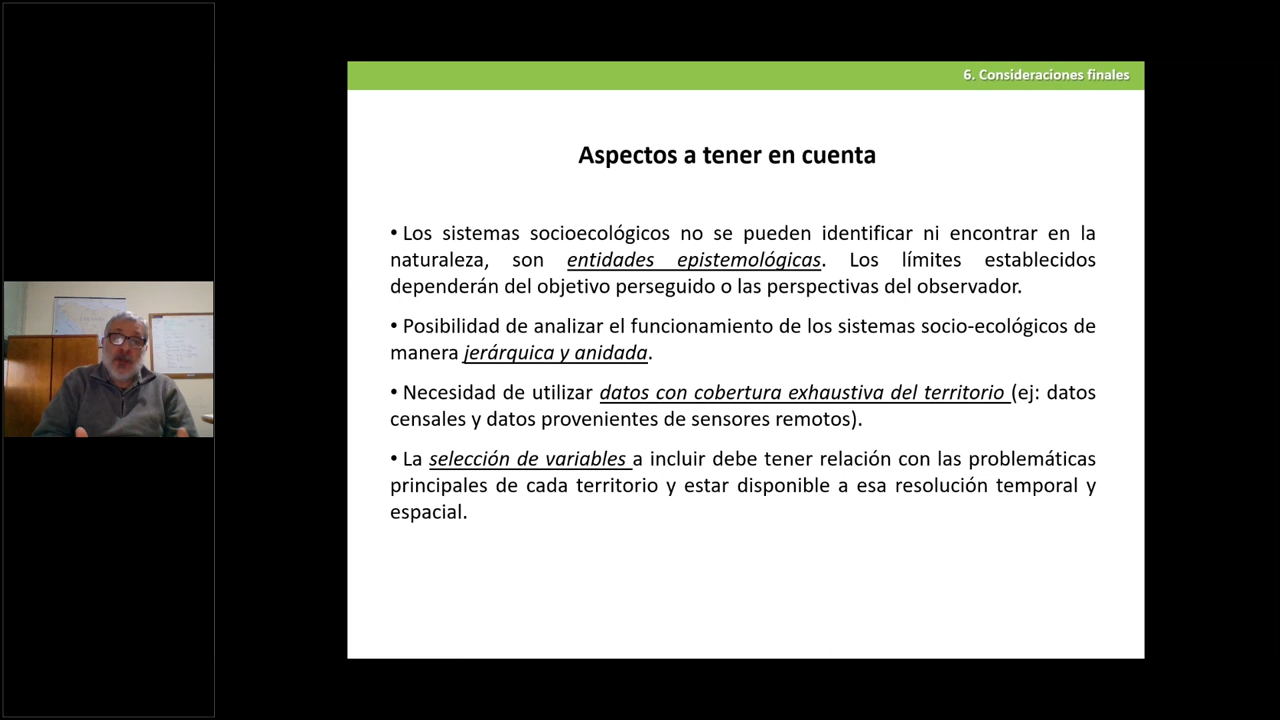 6. Consideraciones finales
Aspectos a tener en cuenta
• Los sistemas socioecológicos no se pueden identificar ni encontrar en la
naturaleza, son entidades epistemológicas. Los límites establecidos
dependerán del objetivo perseguido o las perspectivas del observador.
• Posibilidad de analizar el funcionamiento de los sistemas socio-ecológicos de
manera jerárquica y anidada.
• Necesidad de utilizar datos con cobertura exhaustiva del territorio (ej: datos
censales y datos provenientes de sensores remotos).
• La selección de variables a incluir debe tener relación con las problemáticas
principales de cada territorio y estar disponible a esa resolución temporal y
espacial.